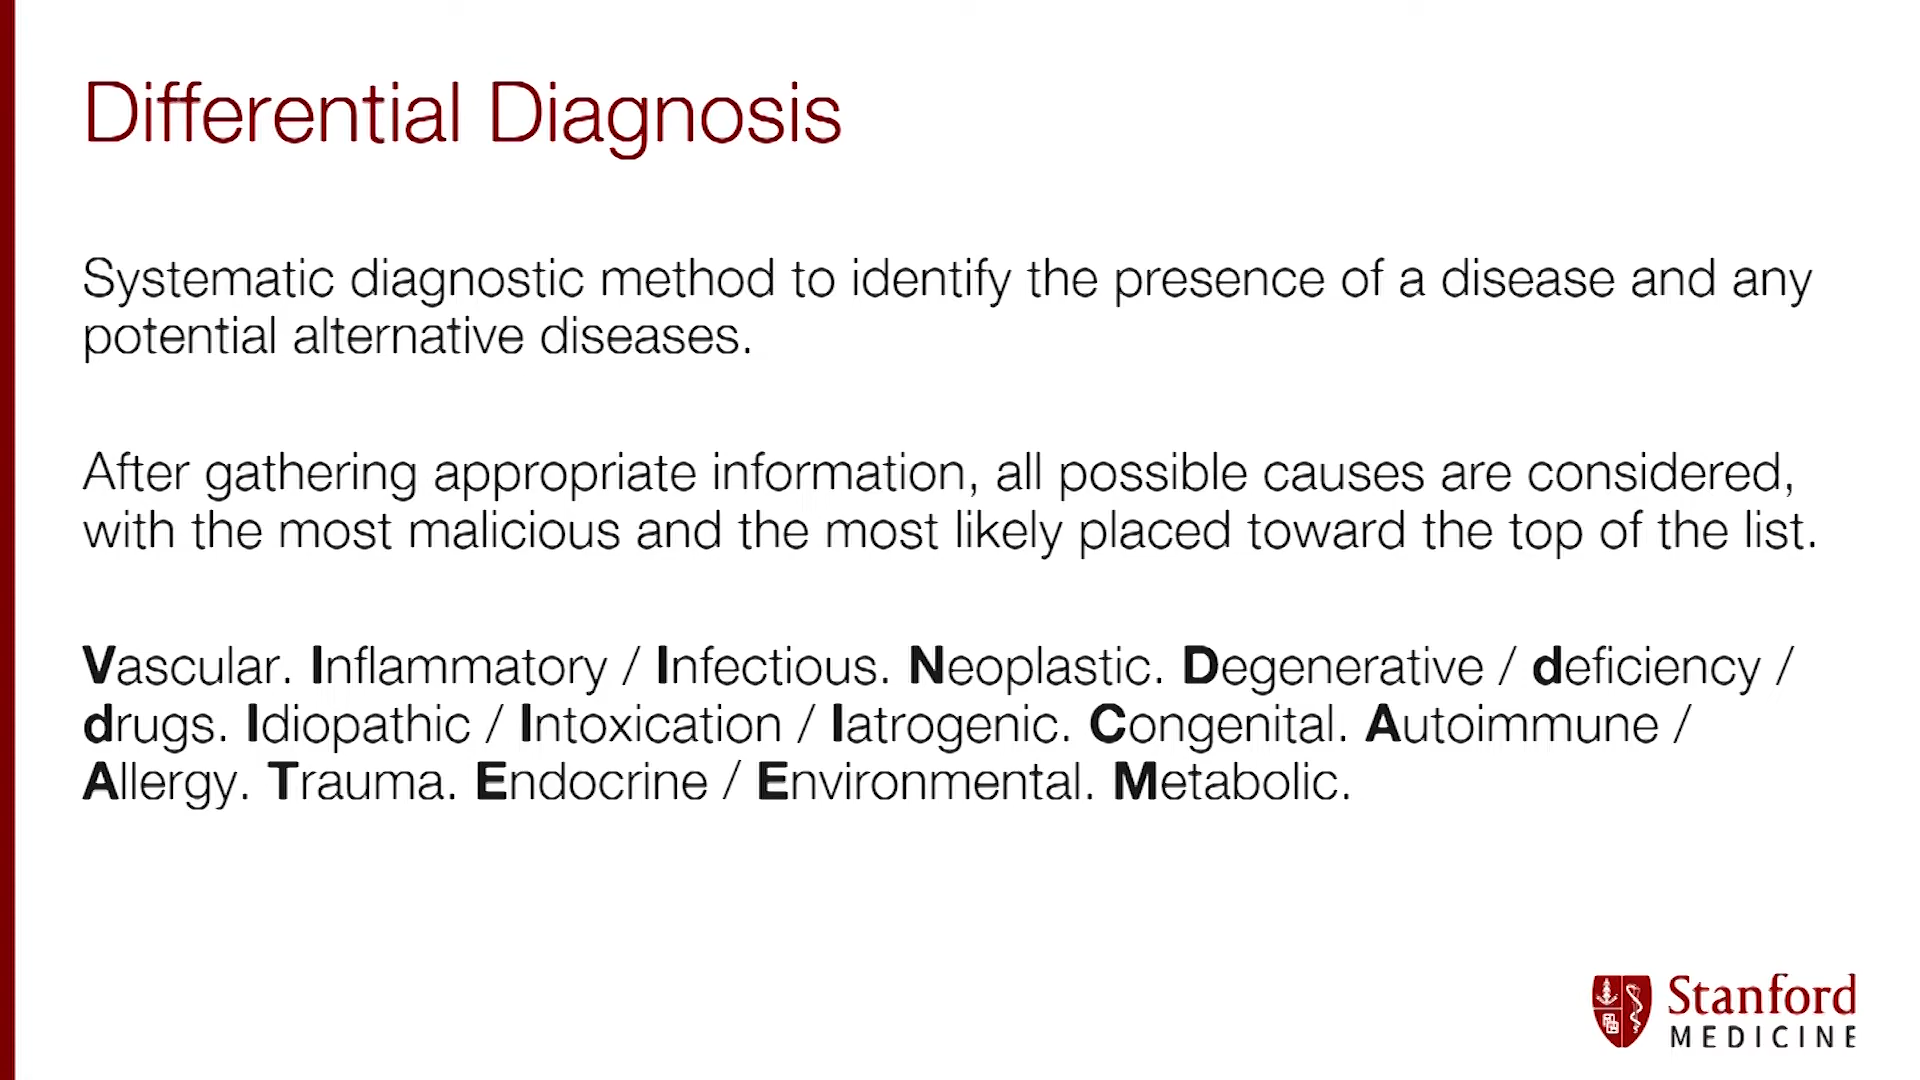 Differential Diagnosis
Systematic diagnostic method to identify the presence of a disease and any
potential alternative diseases.
After gathering appropriate information, all possible causes are considered,
with the most malicious and the most likely placed toward the top of the list.
Vascular. Inflammatory / Infectious. Neoplastic. Degenerative / deficiency /
drugs. Idiopathic / Intoxication / Iatrogenic. Congenital. Autoimmune /
Allergy. Trauma. Endocrine / Environmental. Metabolic.
Stanford
MEDICINE